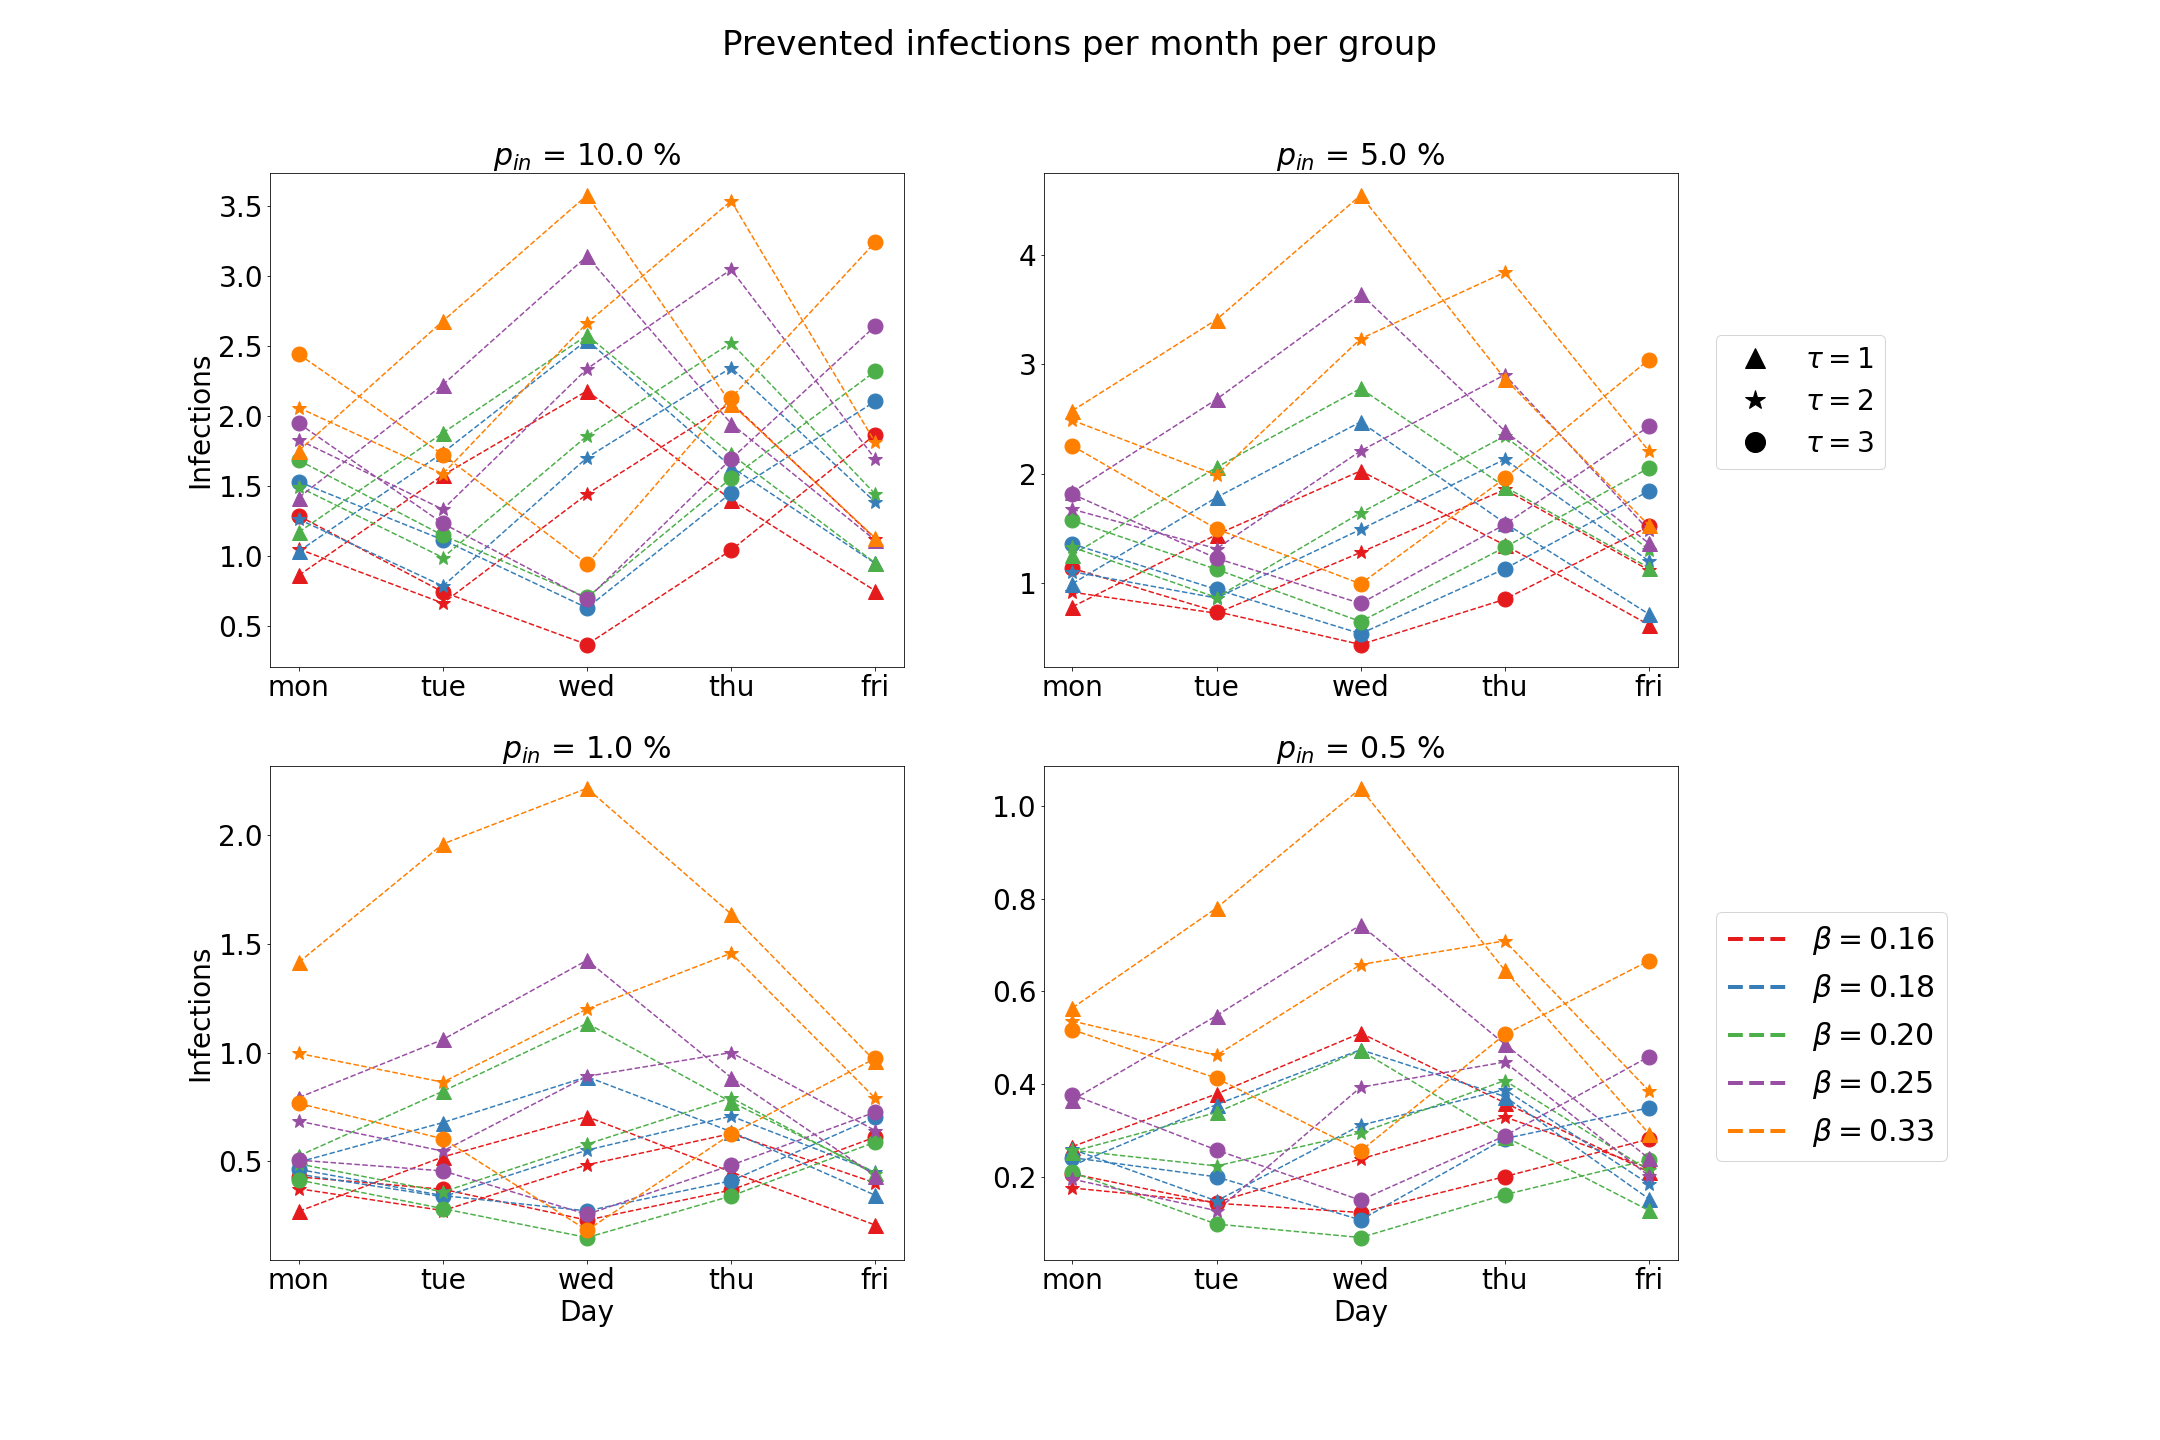 Prevented infections per month per group
p_in = 10.0 %
p_in = 5.0 %
3.5
3.0
2.5
2.0
1.5
1.0
0.5
Infections
mon tue wed thu fri
4
3
2
1
mon tue wed thu fri
τ = 1
τ = 2
τ = 3
p_in = 1.0 %
p_in = 0.5 %
2.0
1.5
1.0
0.5
Infections
mon tue wed thu fri
Day
1.0
0.8
0.6
0.4
0.2
mon tue wed thu fri
Day
β = 0.16
β = 0.18
β = 0.20
β = 0.25
β = 0.33